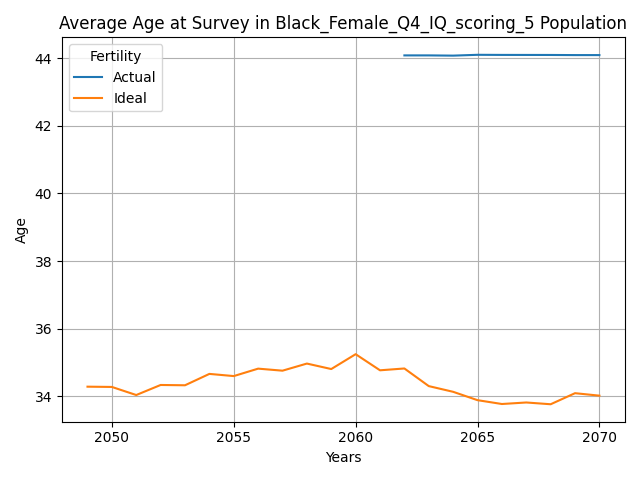 Average Age at Survey in Black_Female_Q4_IQ_scoring_5 Population
Fertility
Actual
Ideal
44
42
40
38
36
34
Age
2050 2055 2060 2065 2070
Years